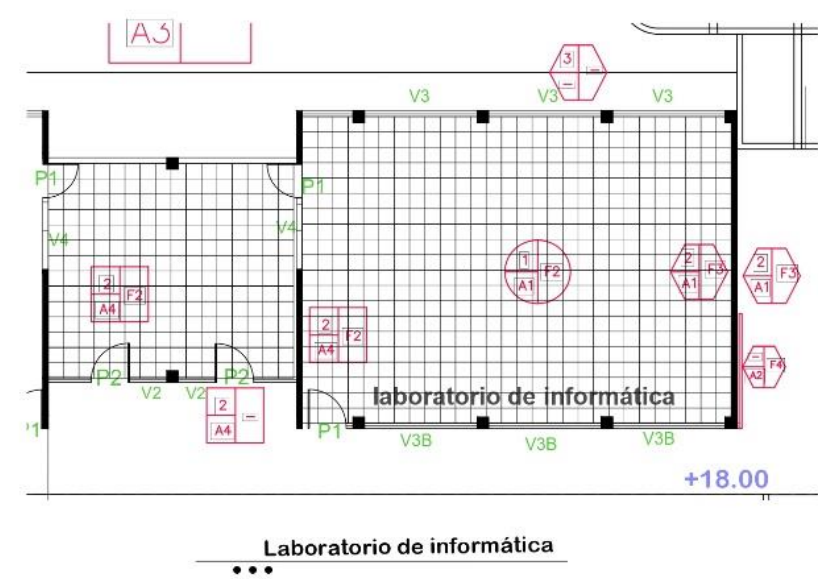 A3
3
-
-
V3 V3 V3
P1 P1
V4 V4
1
F2
A1
2
F3
A1
2
F3
A1
2
F2
A4
2
F2
A4
-
F4
A2
P2 P2
V2 V2
2
-
A4
laboratorio de informática
P1 P1
V3B V3B V3B
+18.00
Laboratorio de informática